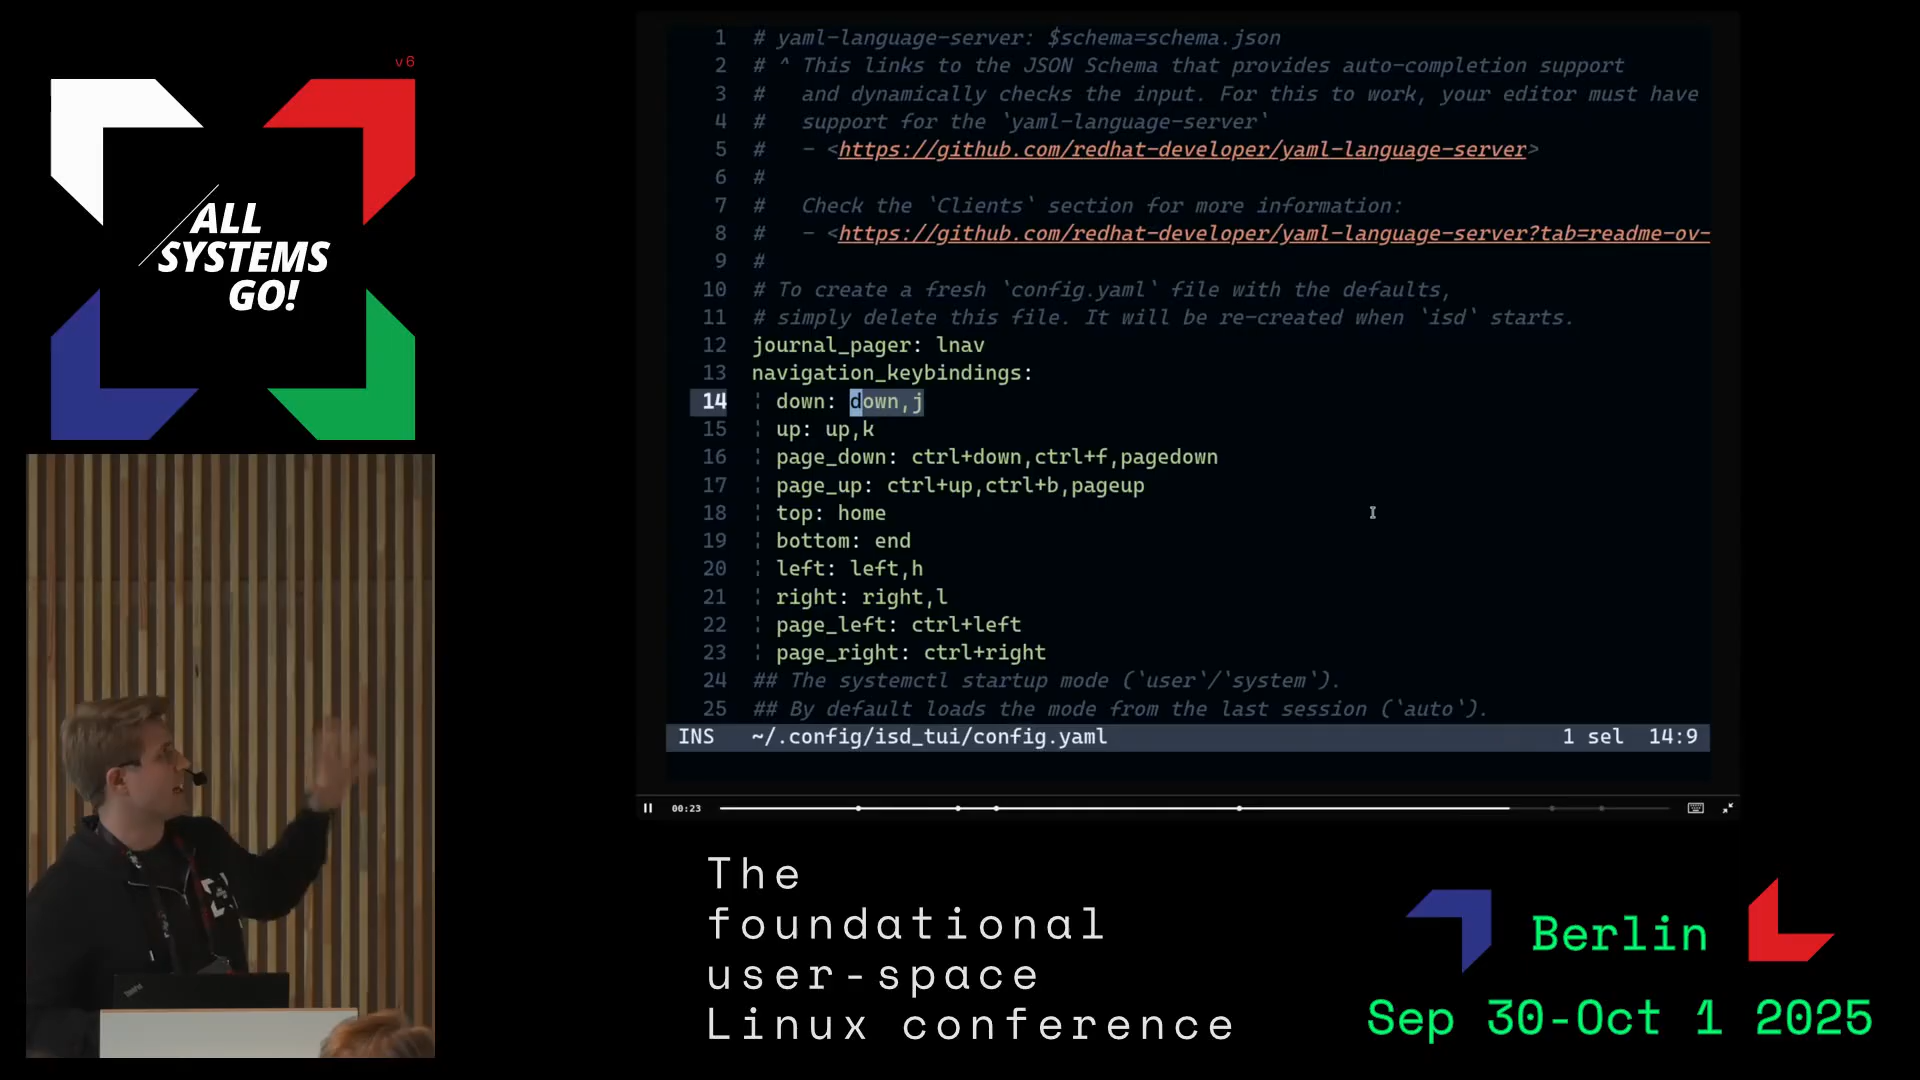 v6
ALL
SYSTEMS
GO!
1 # yaml-language-server: $schema=schema.json
2 # ^ This links to the JSON Schema that provides auto-completion support
3 #   and dynamically checks the input. For this to work, your editor must have
4 #   support for the `yaml-language-server`
5 #   - <https://github.com/redhat-developer/yaml-language-server>
6 #
7 #   Check the `Clients` section for more information:
8 #   - <https://github.com/redhat-developer/yaml-language-server?tab=readme-ov-
9 #
10 # To create a fresh `config.yaml` file with the defaults,
11 # simply delete this file. It will be re-created when `isd` starts.
12 journal_pager: lnav
13 navigation_keybindings:
14 ¦ down: down,j
15 ¦ up: up,k
16 ¦ page_down: ctrl+down,ctrl+f,pagedown
17 ¦ page_up: ctrl+up,ctrl+b,pageup
18 ¦ top: home
19 ¦ bottom: end
20 ¦ left: left,h
21 ¦ right: right,l
22 ¦ page_left: ctrl+left
23 ¦ page_right: ctrl+right
24 ## The systemctl startup mode (`user`/`system`).
25 ## By default loads the mode from the last session (`auto`).
INS ~/.config/isd_tui/config.yaml 1 sel 14:9
00:23
The
foundational
user-space
Linux conference
Berlin
Sep 30-Oct 1 2025